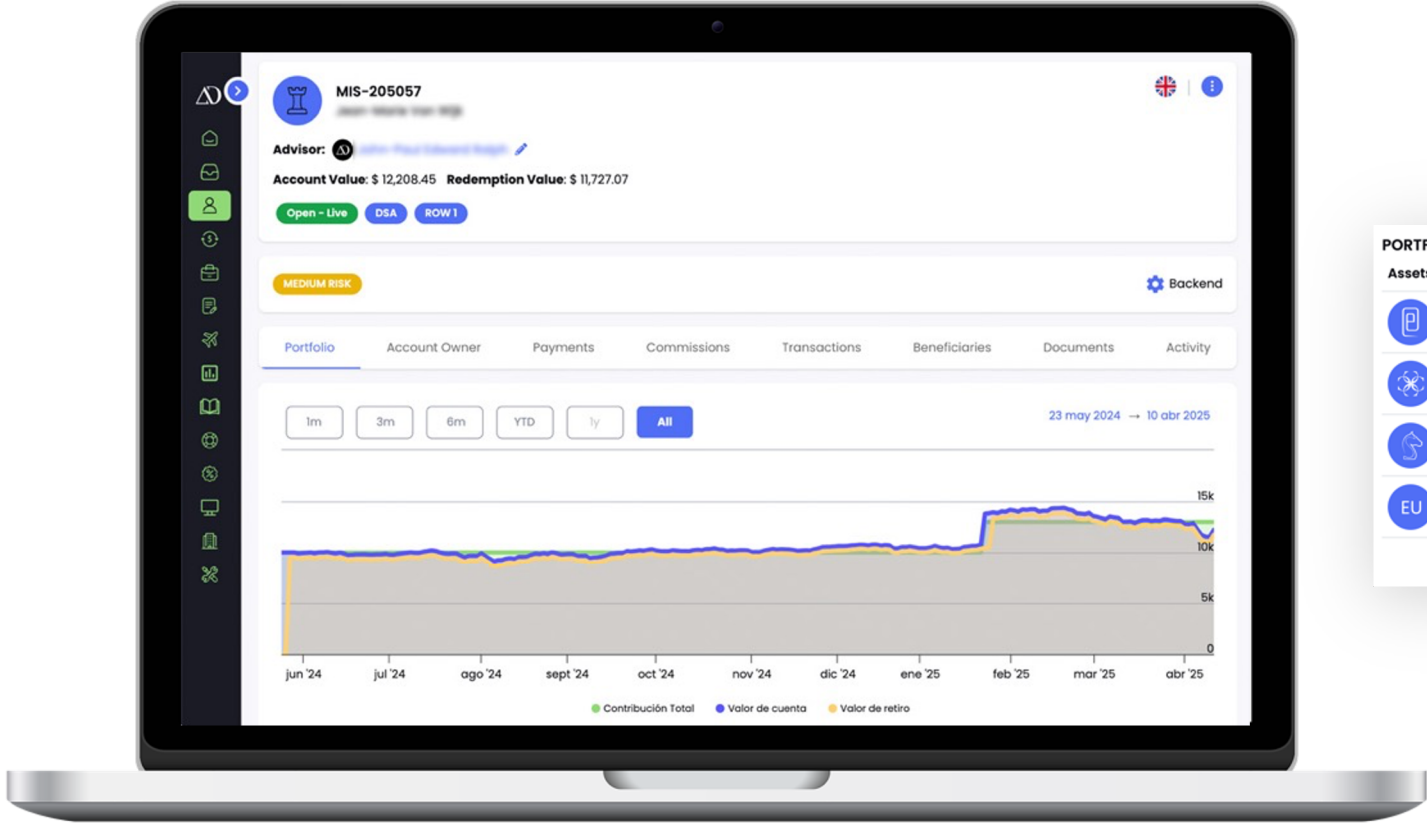 MIS-205057
Advisor:
Account Value: $ 12,208.45 Redemption Value: $ 11,727.07
Open - Live DSA ROW 1
MEDIUM RISK
Backend
Portfolio Account Owner Payments Commissions Transactions Beneficiaries Documents Activity
1m 3m 6m YTD 1y All
23 may 2024 → 10 abr 2025
15k
10k
5k
0
jun '24 jul '24 ago '24 sept '24 oct '24 nov '24 dic '24 ene '25 feb '25 mar '25 abr '25
Contribución Total Valor de cuenta Valor de retiro
PORTF
Assets
EU